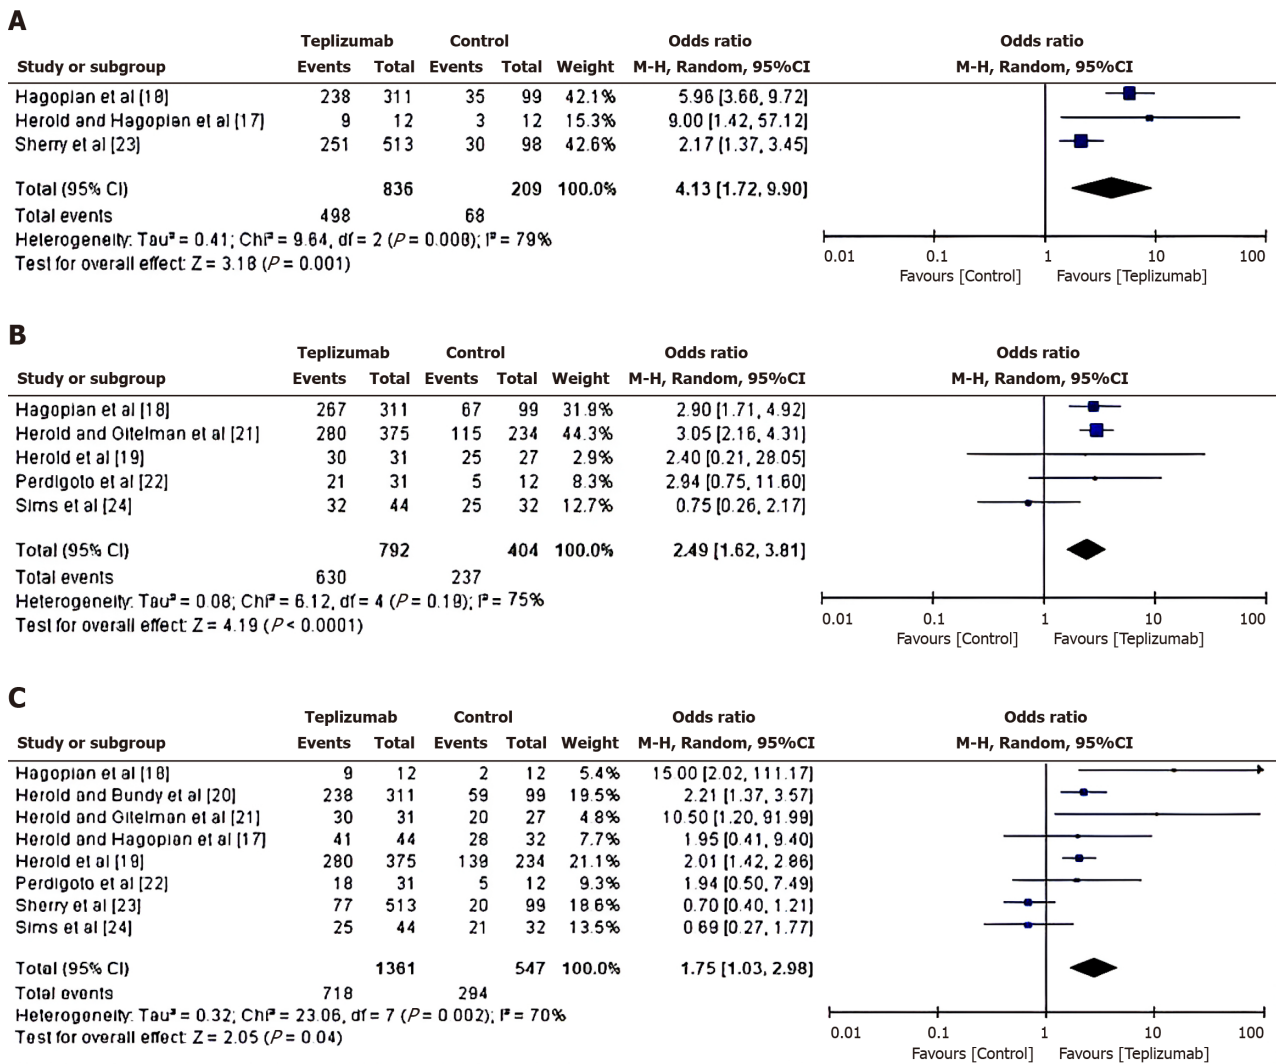 A
Teplizumab Control Odds ratio Odds ratio
Study or subgroup Events Total Events Total Weight M-H, Random, 95%CI M-H, Random, 95%CI
Hagopian et al [18] 238 311 35 99 42.1% 5.96 [3.66, 9.72]
Herold and Hagopian et al [17] 9 12 3 12 15.3% 9.00 [1.42, 57.12]
Sherry et al [23] 251 513 30 98 42.6% 2.17 [1.37, 3.45]
Total (95% CI) 836 209 100.0% 4.13 [1.72, 9.90]
Total events 498 68
Heterogeneity: Tau² = 0.41; Chi² = 9.64, df = 2 (P = 0.008); I² = 79%
Test for overall effect: Z = 3.18 (P = 0.001)
0.01 0.1 1 10 100
Favours [Control] Favours [Teplizumab]
B
Teplizumab Control Odds ratio Odds ratio
Study or subgroup Events Total Events Total Weight M-H, Random, 95%CI M-H, Random, 95%CI
Hagopian et al [18] 267 311 67 99 31.9% 2.90 [1.71, 4.92]
Herold and Gitelman et al [21] 280 375 115 234 44.3% 3.05 [2.16, 4.31]
Herold et al [19] 30 31 25 27 2.9% 2.40 [0.21, 28.05]
Perdigoto et al [22] 21 31 5 12 8.3% 2.94 [0.75, 11.60]
Sims et al [24] 32 44 25 32 12.7% 0.75 [0.26, 2.17]
Total (95% CI) 792 404 100.0% 2.49 [1.62, 3.81]
Total events 630 237
Heterogeneity: Tau² = 0.08; Chi² = 6.12, df = 4 (P = 0.19); I² = 75%
Test for overall effect: Z = 4.19 (P < 0.0001)
0.01 0.1 1 10 100
Favours [Control] Favours [Teplizumab]
C
Teplizumab Control Odds ratio Odds ratio
Study or subgroup Events Total Events Total Weight M-H, Random, 95%CI M-H, Random, 95%CI
Hagopian et al [18] 9 12 2 12 5.4% 15.00 [2.02, 111.17]
Herold and Bundy et al [20] 238 311 59 99 19.5% 2.21 [1.37, 3.57]
Herold and Gitelman et al [21] 30 31 20 27 4.8% 10.50 [1.20, 91.99]
Herold and Hagopian et al [17] 41 44 28 32 7.7% 1.95 [0.41, 9.40]
Herold et al [19] 280 375 139 234 21.1% 2.01 [1.42, 2.86]
Perdigoto et al [22] 18 31 5 12 9.3% 1.94 [0.50, 7.49]
Sherry et al [23] 77 513 20 99 18.6% 0.70 [0.40, 1.21]
Sims et al [24] 25 44 21 32 13.5% 0.69 [0.27, 1.77]
Total (95% CI) 1361 547 100.0% 1.75 [1.03, 2.98]
Total events 718 294
Heterogeneity: Tau² = 0.32; Chi² = 23.06, df = 7 (P = 0.002); I² = 70%
Test for overall effect: Z = 2.05 (P = 0.04)
0.01 0.1 1 10 100
Favours [Control] Favours [Teplizumab]